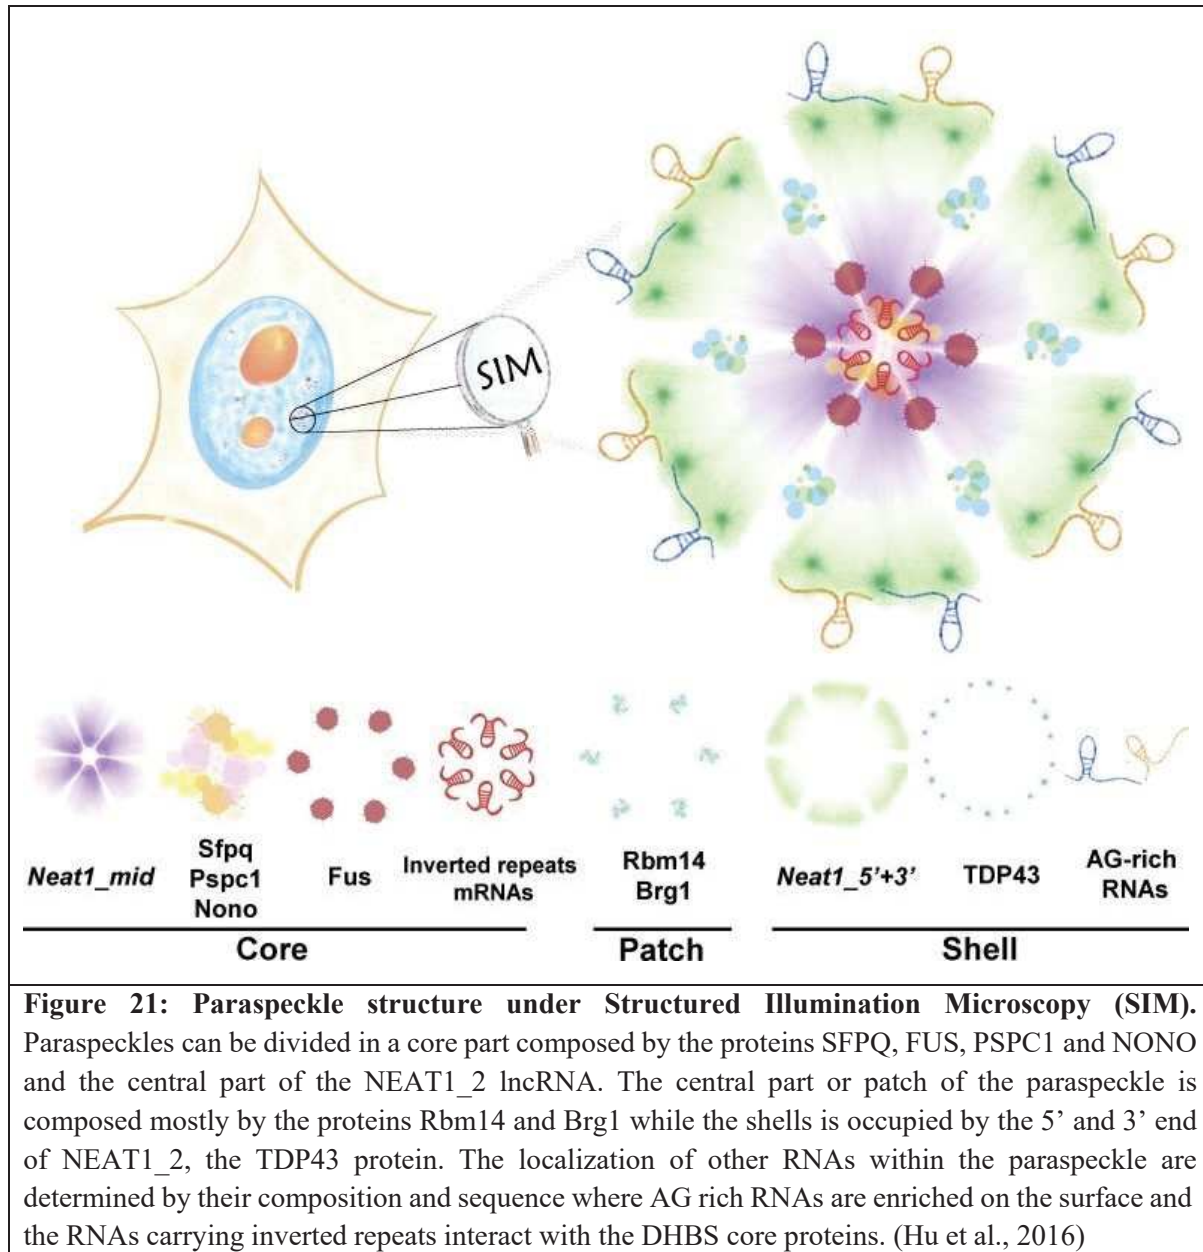 SIM
Neat1_mid
Sfpq
Pspc1
Nono
Fus
Inverted repeats
mRNAs
Rbm14
Brg1
Neat1_5'+3'
TDP43
AG-rich
RNAs
Core
Patch
Shell
Figure 21: Paraspeckle structure under Structured Illumination Microscopy (SIM).
Paraspeckles can be divided in a core part composed by the proteins SFPQ, FUS, PSPC1 and NONO
and the central part of the NEAT1_2 lncRNA. The central part or patch of the paraspeckle is
composed mostly by the proteins Rbm14 and Brg1 while the shells is occupied by the 5’ and 3’ end
of NEAT1_2, the TDP43 protein. The localization of other RNAs within the paraspeckle are
determined by their composition and sequence where AG rich RNAs are enriched on the surface and
the RNAs carrying inverted repeats interact with the DHBS core proteins. (Hu et al., 2016)